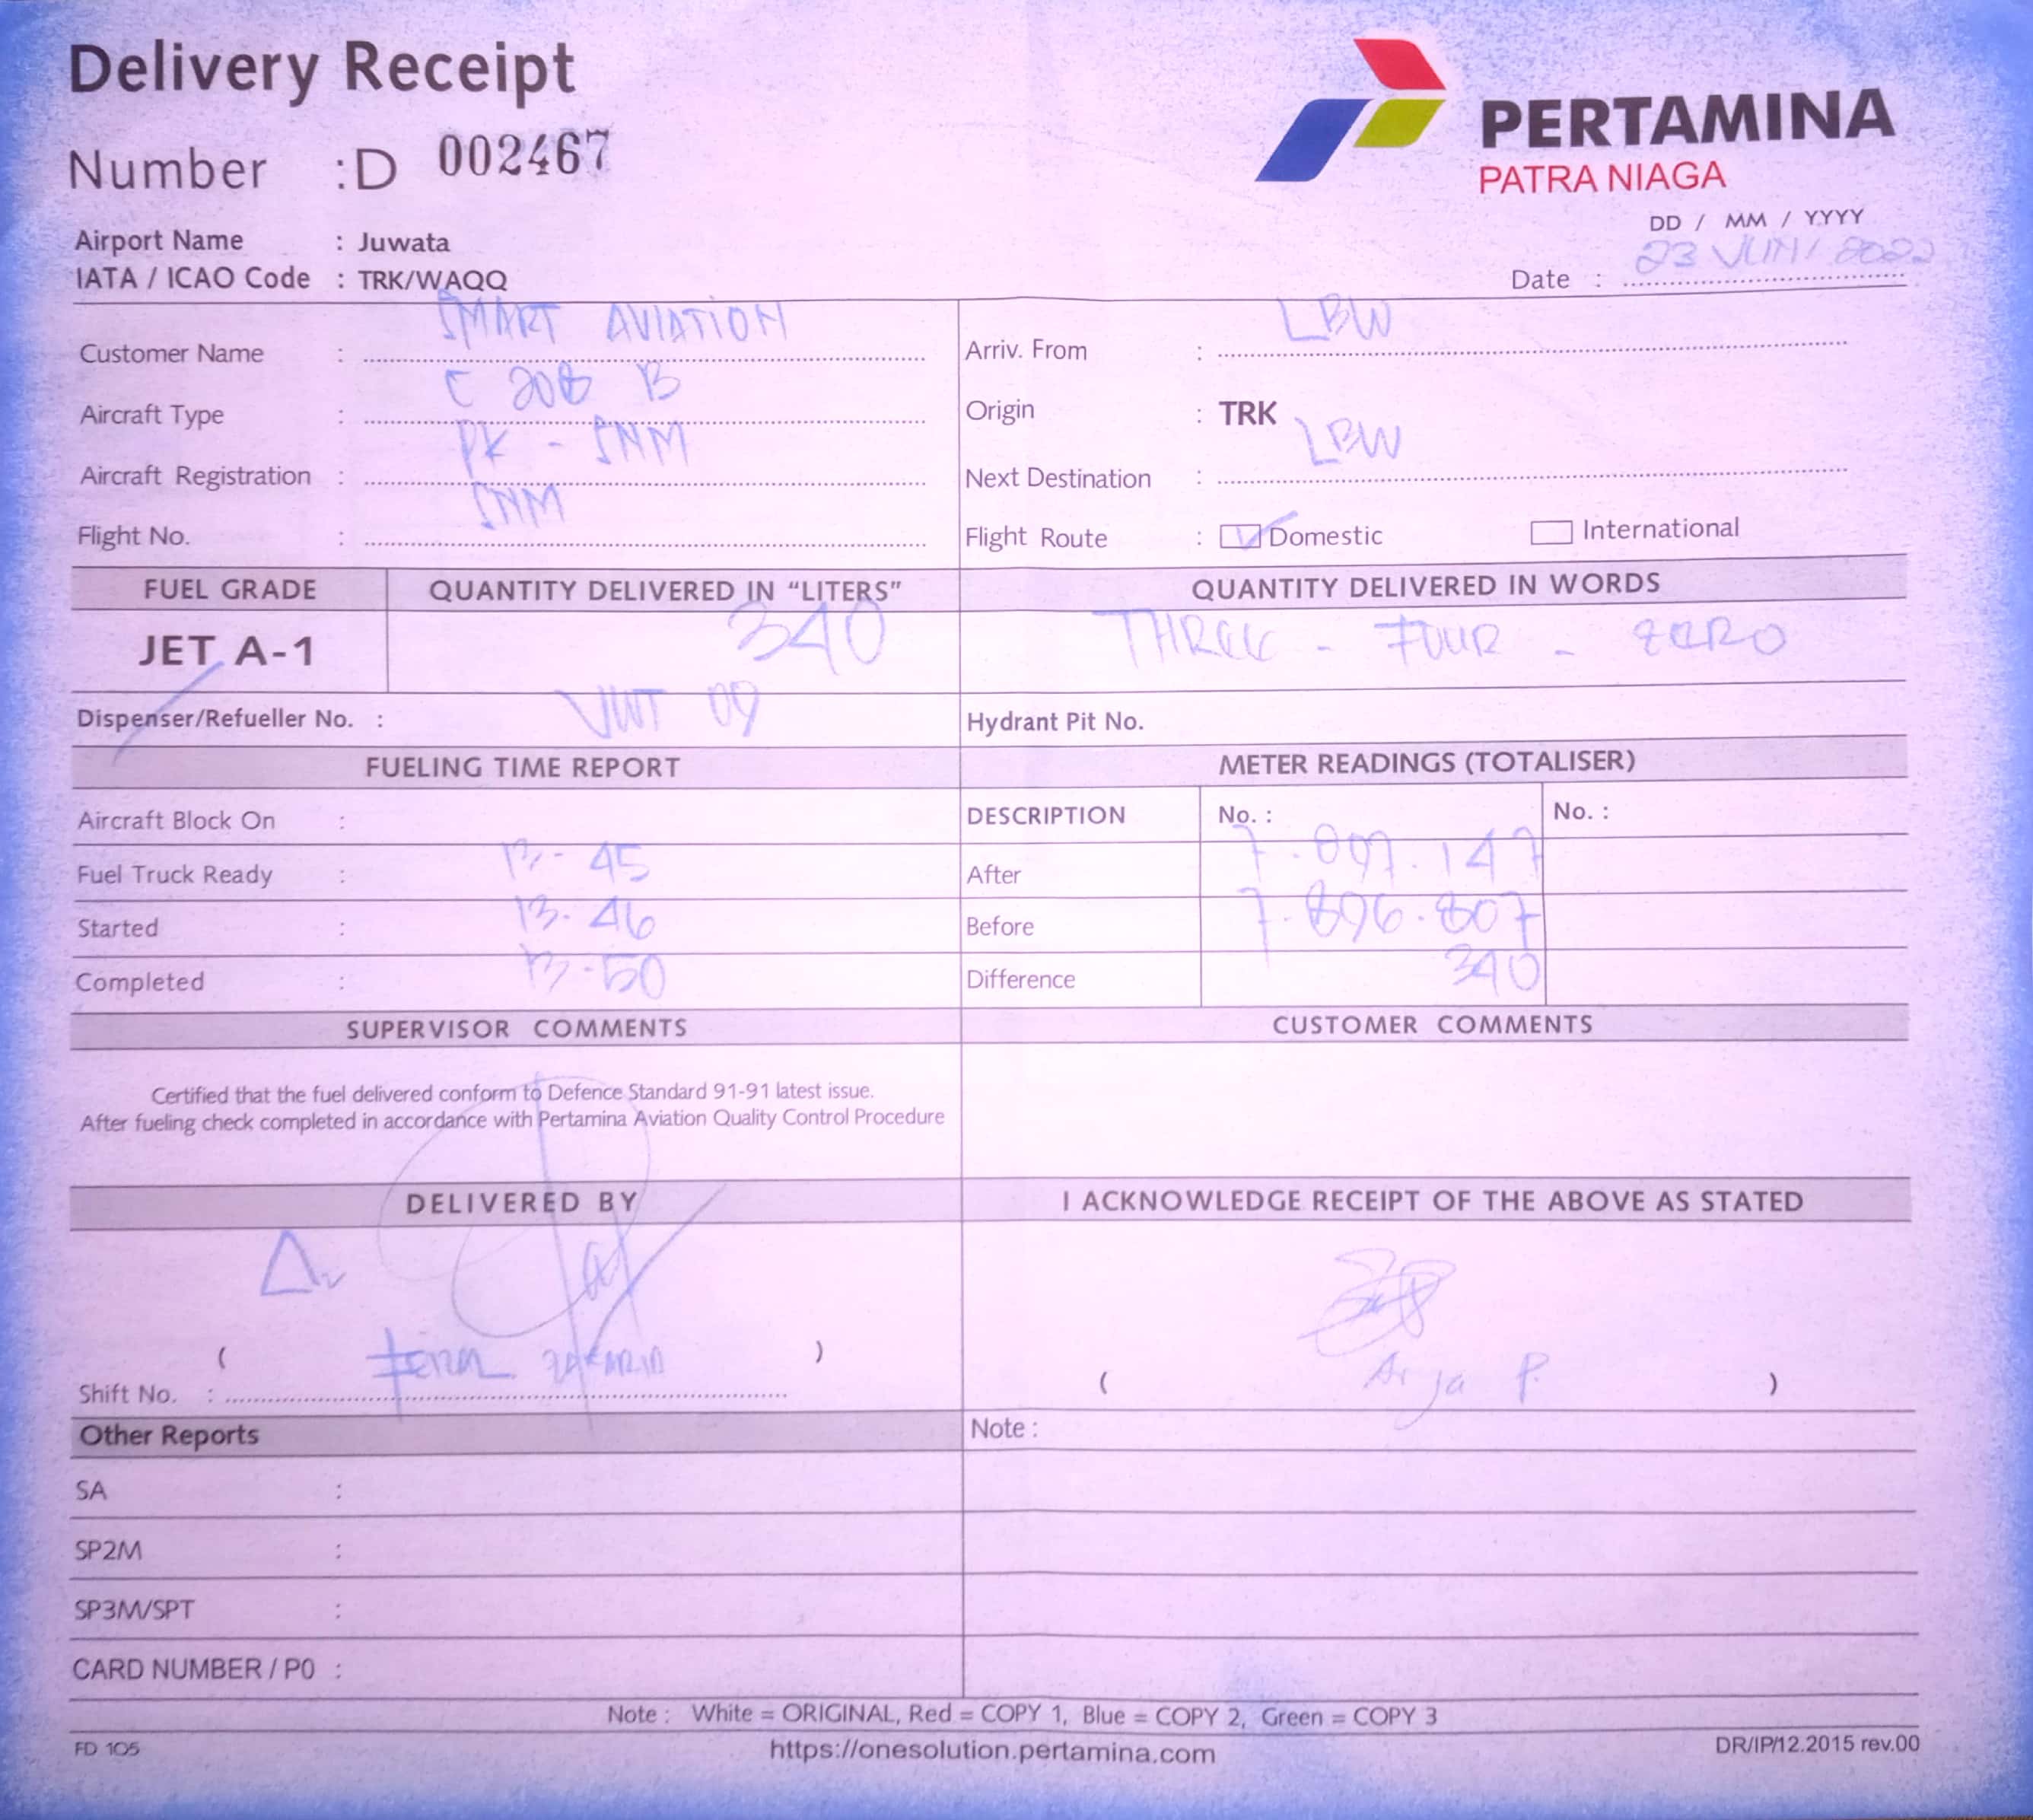 Delivery Receipt
Number :D 002467
PERTAMINA
PATRA NIAGA
Airport Name : Juwata
IATA / ICAO Code : TRK/WAQQ
DD / MM / YYYY
Date : 23 JUNI 2022
Customer Name : SMART AVIATION
Arriv. From : LBW
Aircraft Type : C 208 B
Origin : TRK
Aircraft Registration : PK - SNM
Next Destination : LBW
Flight No. : SNM
Flight Route : Domestic International
FUEL GRADE QUANTITY DELIVERED IN "LITERS" QUANTITY DELIVERED IN WORDS
JET A-1 340 THREE - FOUR - ZERO
Dispenser/Refueller No. : 09
Hydrant Pit No.
FUELING TIME REPORT METER READINGS (TOTALISER)
Aircraft Block On :
DESCRIPTION No. : No. :
Fuel Truck Ready : 13-45
After 7.897.147
Started : 13.46
Before 7.896.807
Completed : 13-50
Difference 340
SUPERVISOR COMMENTS CUSTOMER COMMENTS
Certified that the fuel delivered conform to Defence Standard 91-91 latest issue.
After fueling check completed in accordance with Pertamina Aviation Quality Control Procedure
DELIVERED BY I ACKNOWLEDGE RECEIPT OF THE ABOVE AS STATED
( )
( Arja P. )
Shift No. :
Other Reports Note :
SA :
SP2M :
SP3M/SPT :
CARD NUMBER / P0 :
Note : White = ORIGINAL, Red = COPY 1, Blue = COPY 2, Green = COPY 3
FD 105 https://onesolution.pertamina.com DR/IP/12.2015 rev.00